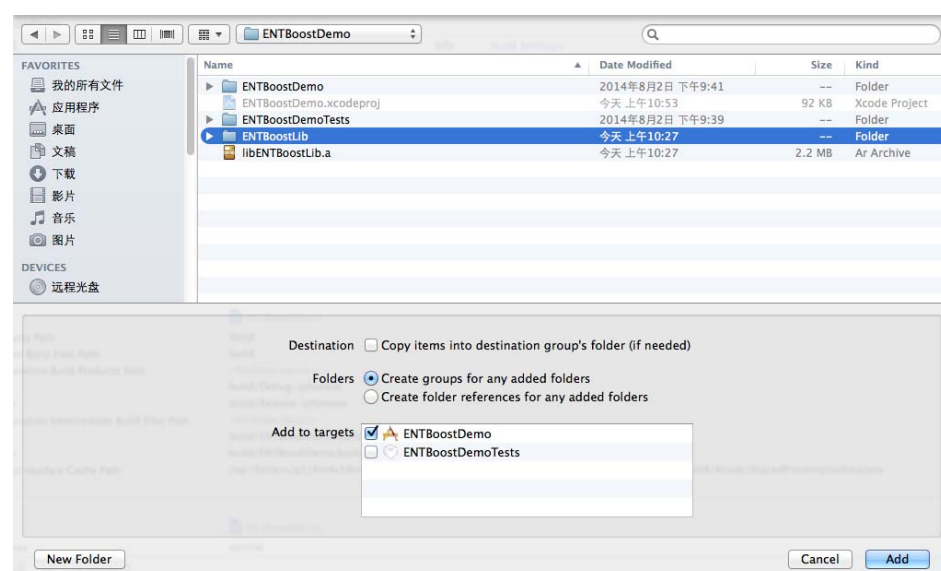 ENTBoostDemo
FAVORITES
我的所有文件
应用程序
桌面
文稿
下载
影片
音乐
图片
DEVICES
远程光盘
Name Date Modified Size Kind
ENTBoostDemo 2014年8月2日 下午9:41 -- Folder
ENTBoostDemo.xcodeproj 今天 上午10:53 92 KB Xcode Project
ENTBoostDemoTests 2014年8月2日 下午9:39 -- Folder
ENTBoostLib 今天 上午10:27 -- Folder
libENTBoostLib.a 今天 上午10:27 2.2 MB Ar Archive
Destination Copy items into destination group's folder (if needed)
Folders Create groups for any added folders
Create folder references for any added folders
Add to targets ENTBoostDemo
ENTBoostDemoTests
New Folder Cancel Add